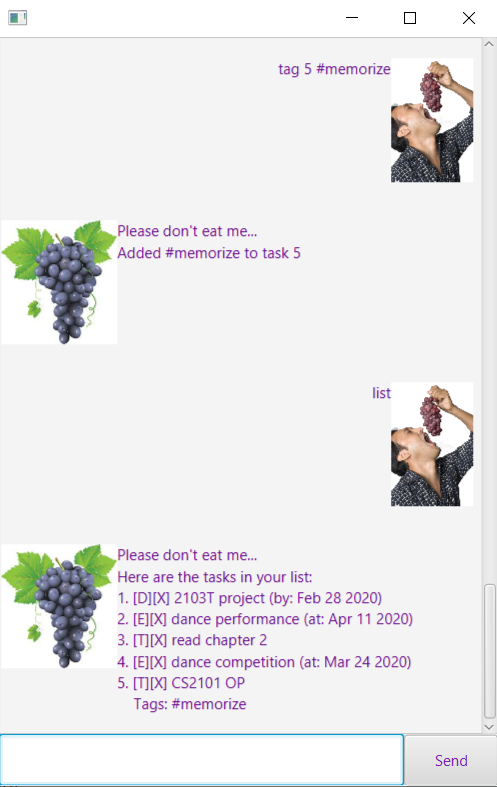 tag 5 #memorize
Please don't eat me...
Added #memorize to task 5
list
Please don't eat me...
Here are the tasks in your list:
1. [D][X] 2103T project (by: Feb 28 2020)
2. [E][X] dance performance (at: Apr 11 2020)
3. [T][X] read chapter 2
4. [E][X] dance competition (at: Mar 24 2020)
5. [T][X] CS2101 OP
Tags: #memorize
Send